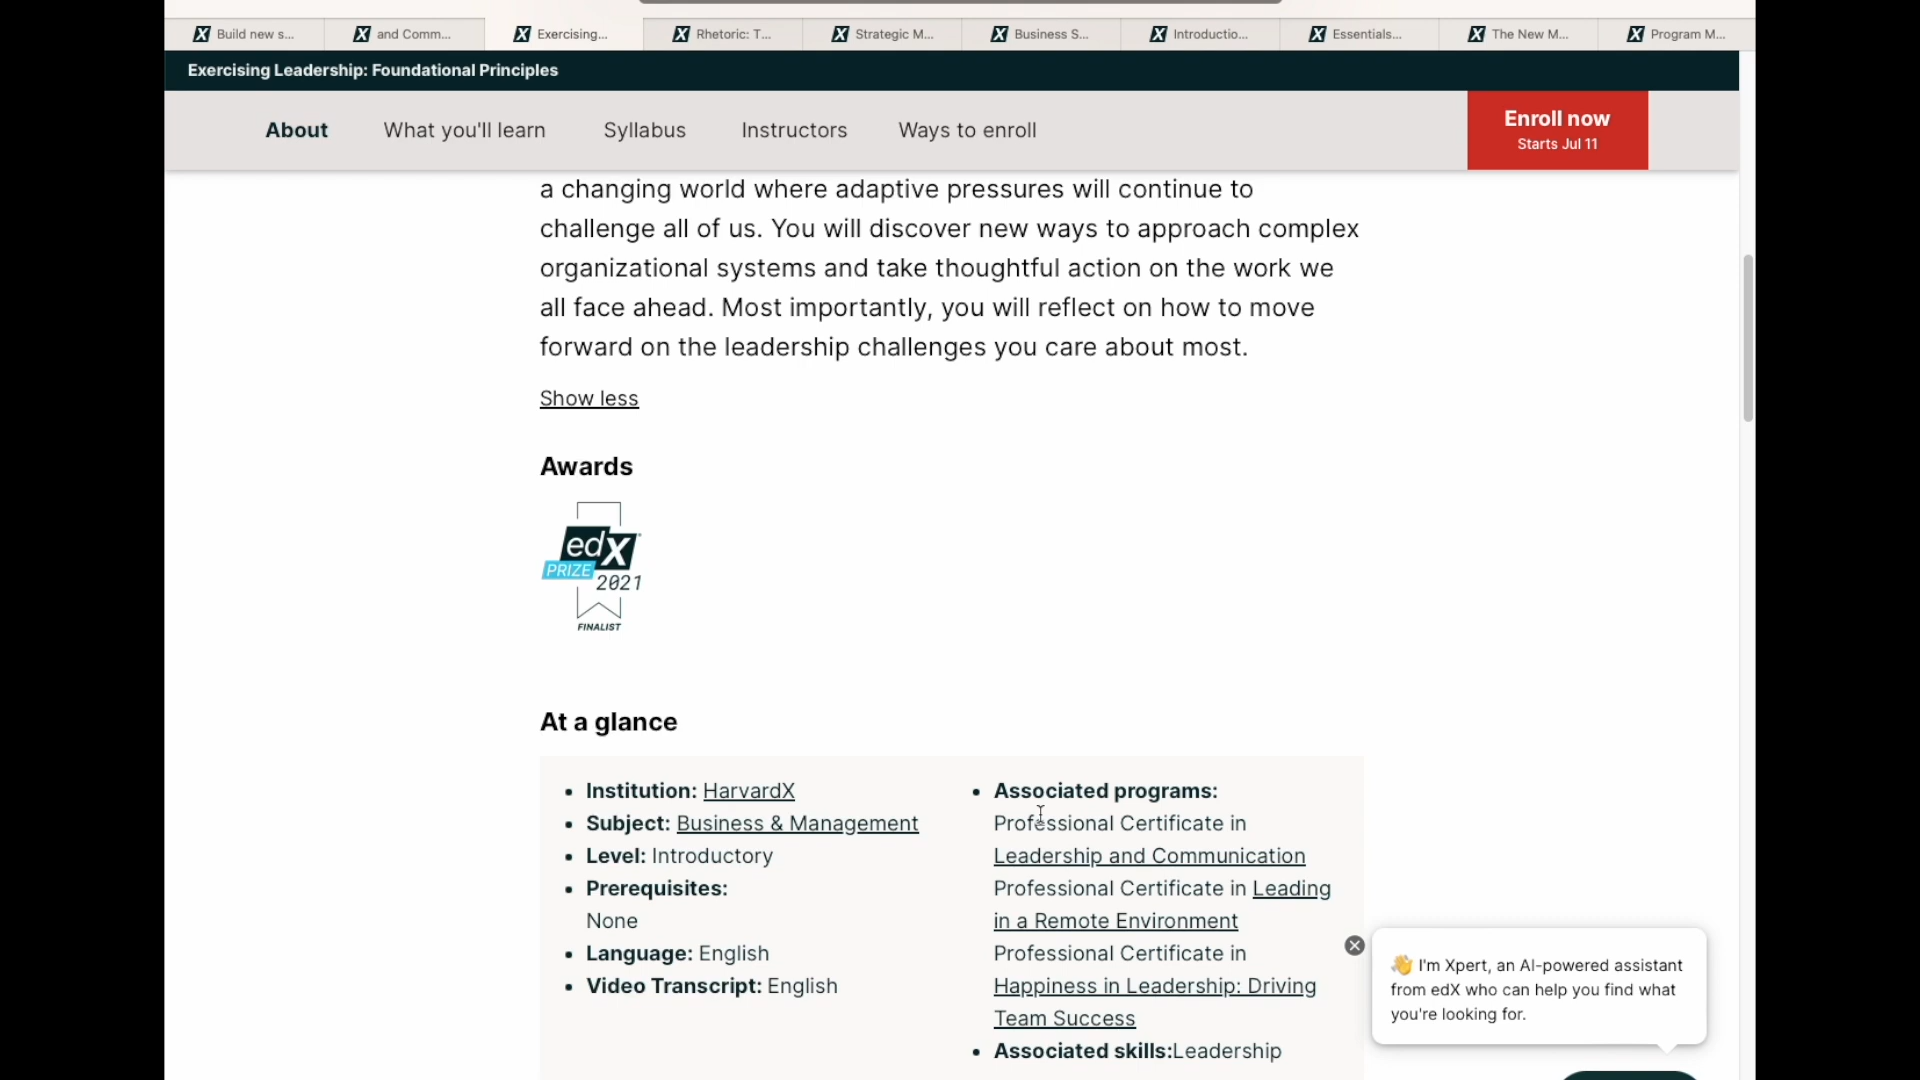 Build new s...
and Comm...
Exercising...
Rhetoric: T...
Strategic M...
Business S...
Introductio...
Essentials...
The New M...
Program M...
Exercising Leadership: Foundational Principles
About
What you'll learn
Syllabus
Instructors
Ways to enroll
Enroll now
Starts Jul 11
a changing world where adaptive pressures will continue to
challenge all of us. You will discover new ways to approach complex
organizational systems and take thoughtful action on the work we
all face ahead. Most importantly, you will reflect on how to move
forward on the leadership challenges you care about most.
Show less
Awards
edX
PRIZE
2021
FINALIST
At a glance
Institution: HarvardX
Subject: Business & Management
Level: Introductory
Prerequisites:
None
Language: English
Video Transcript: English
Associated programs:
Professional Certificate in
Leadership and Communication
Professional Certificate in Leading
in a Remote Environment
Professional Certificate in
Happiness in Leadership: Driving
Team Success
Associated skills:Leadership
👋 I'm Xpert, an AI-powered assistant
from edX who can help you find what
you're looking for.